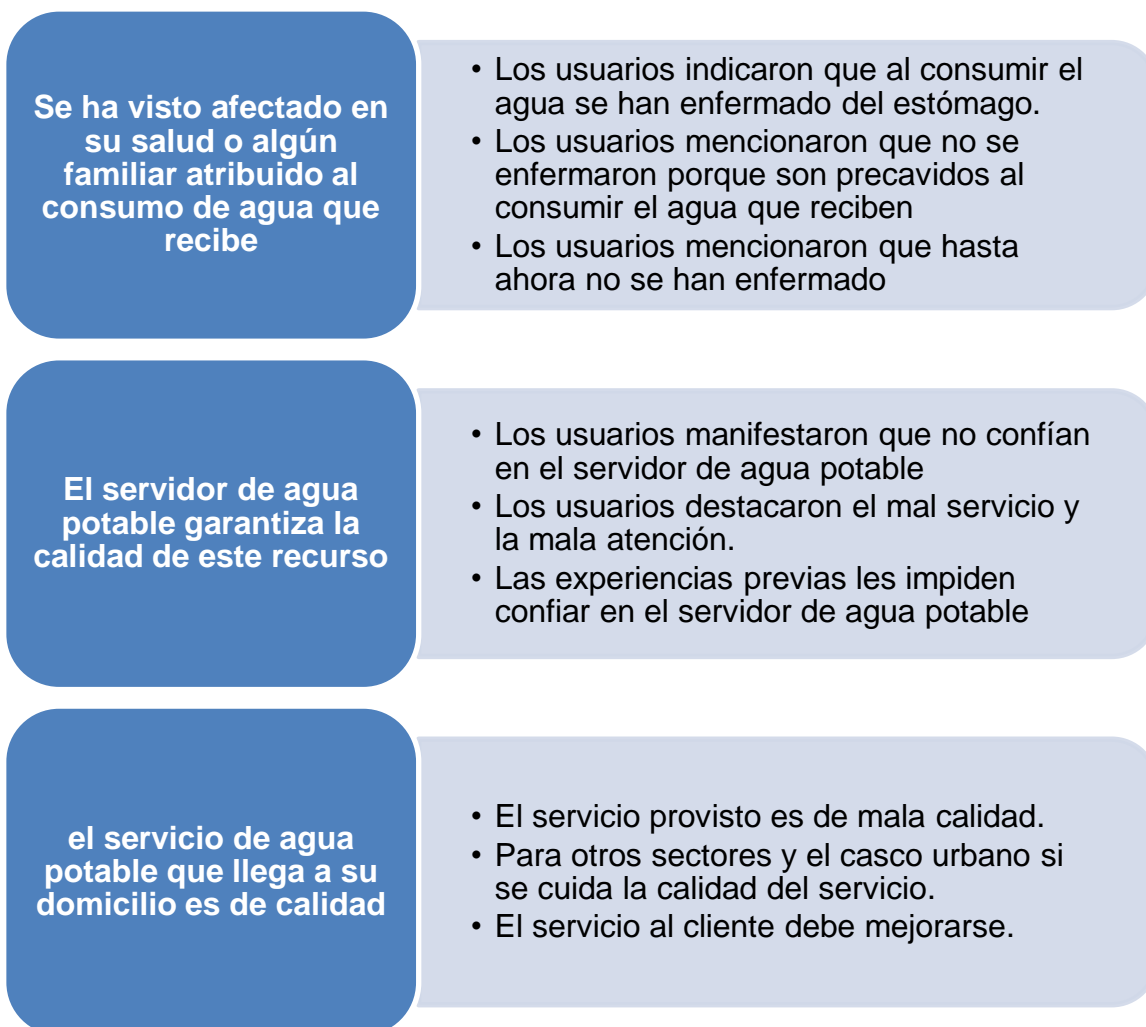 Se ha visto afectado en
su salud o algún
familiar atribuido al
consumo de agua que
recibe
• Los usuarios indicaron que al consumir el
agua se han enfermado del estómago.
• Los usuarios mencionaron que no se
enfermaron porque son precavidos al
consumir el agua que reciben
• Los usuarios mencionaron que hasta
ahora no se han enfermado
El servidor de agua
potable garantiza la
calidad de este recurso
• Los usuarios manifestaron que no confían
en el servidor de agua potable
• Los usuarios destacaron el mal servicio y
la mala atención.
• Las experiencias previas les impiden
confiar en el servidor de agua potable
el servicio de agua
potable que llega a su
domicilio es de calidad
• El servicio provisto es de mala calidad.
• Para otros sectores y el casco urbano si
se cuida la calidad del servicio.
• El servicio al cliente debe mejorarse.